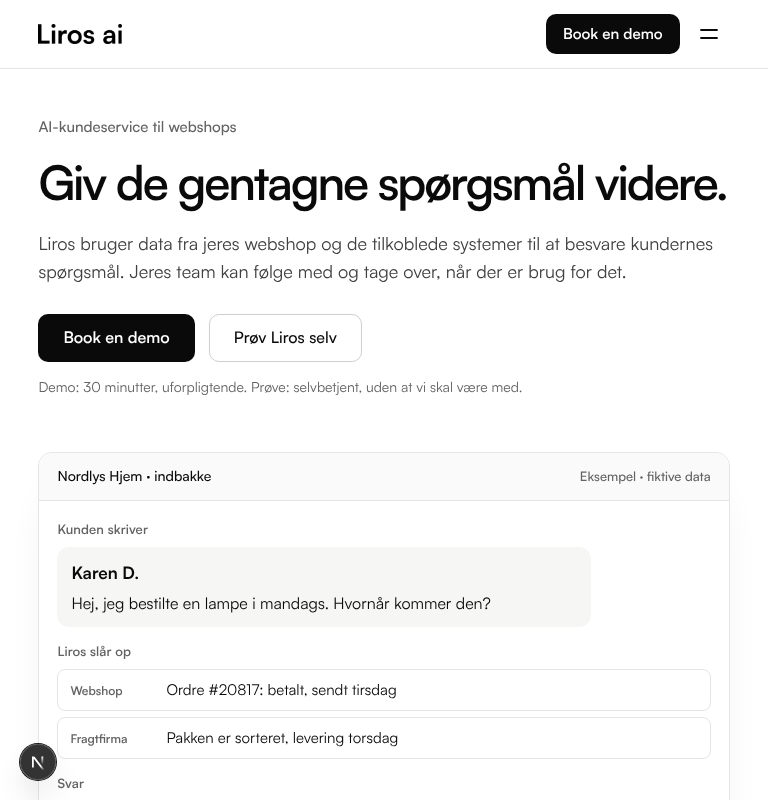 Liros ai
Book en demo
AI-kundeservice til webshops
Giv de gentagne spørgsmål videre.
Liros bruger data fra jeres webshop og de tilkoblede systemer til at besvare kundernes
spørgsmål. Jeres team kan følge med og tage over, når der er brug for det.
Book en demo
Prøv Liros selv
Demo: 30 minutter, uforpligtende. Prøve: selvbetjent, uden at vi skal være med.
Nordlys Hjem · indbakke
Eksempel · fiktive data
Kunden skriver
Karen D.
Hej, jeg bestilte en lampe i mandags. Hvornår kommer den?
Liros slår op
Webshop
Ordre #20817: betalt, sendt tirsdag
Fragtfirma
Pakken er sorteret, levering torsdag
N
Svar